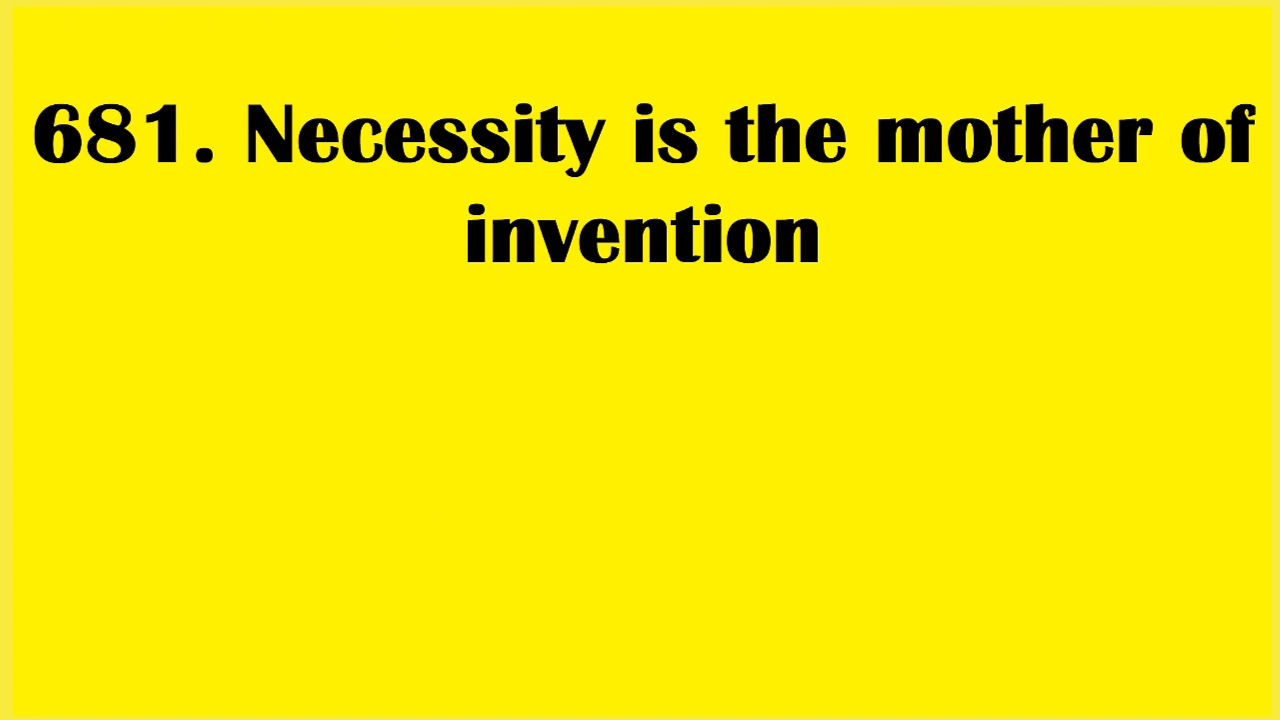 681. Necessity is the mother of
invention